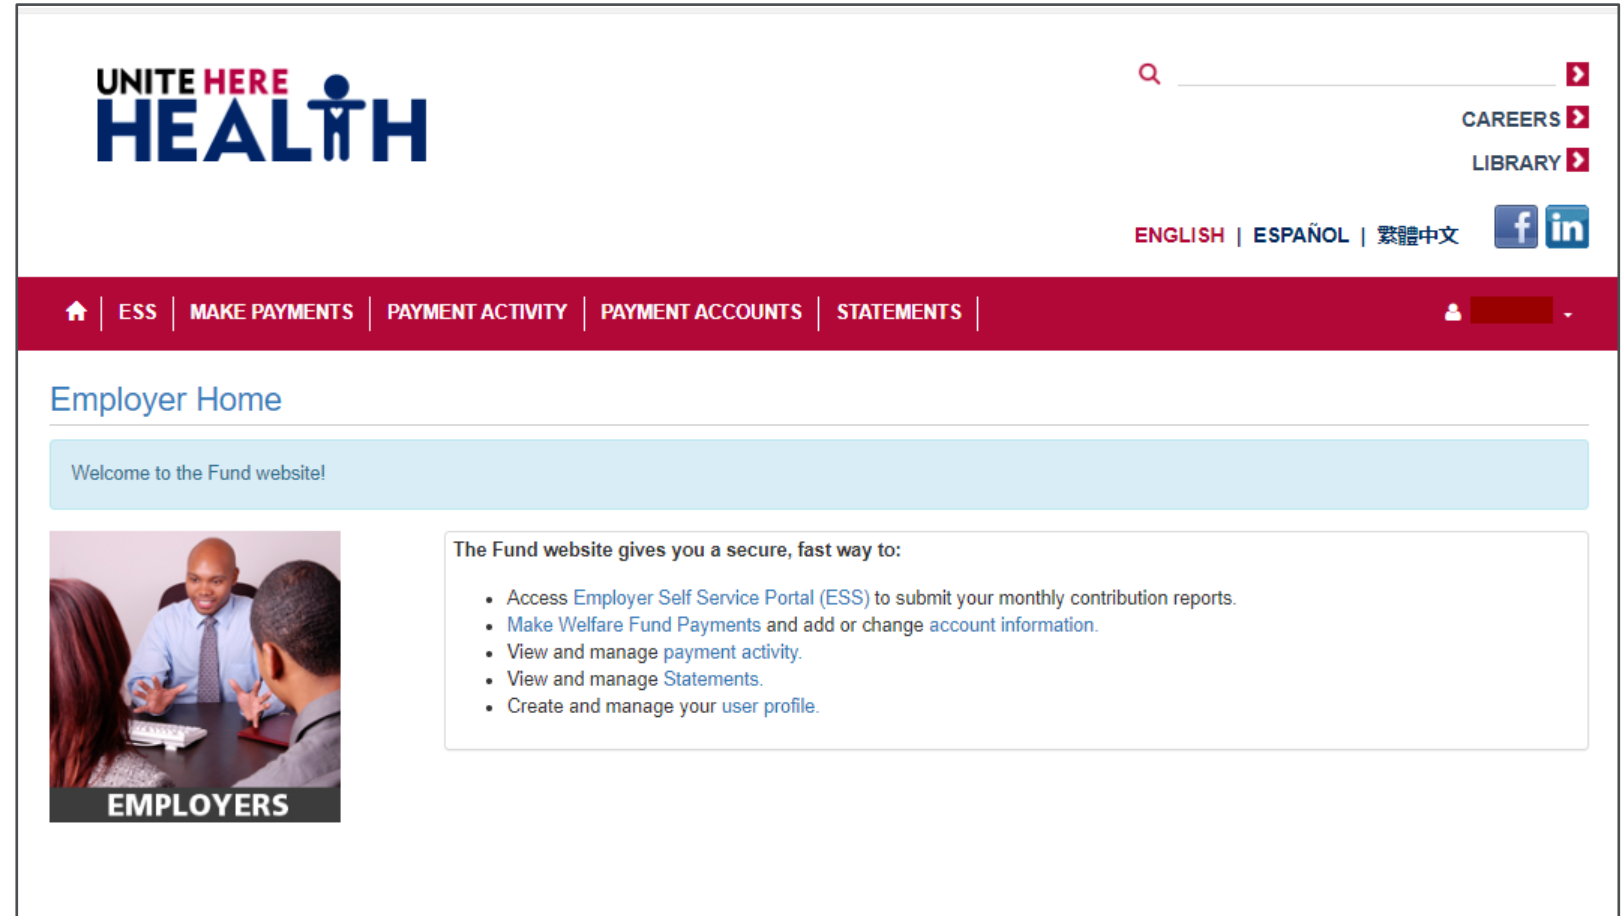 UNITE HERE
HEALTH
CAREERS
LIBRARY
ENGLISH | ESPAÑOL | 繁體中文
f in
ESS | MAKE PAYMENTS | PAYMENT ACTIVITY | PAYMENT ACCOUNTS | STATEMENTS
Employer Home
Welcome to the Fund website!
EMPLOYERS
The Fund website gives you a secure, fast way to:
• Access Employer Self Service Portal (ESS) to submit your monthly contribution reports.
• Make Welfare Fund Payments and add or change account information.
• View and manage payment activity.
• View and manage Statements.
• Create and manage your user profile.